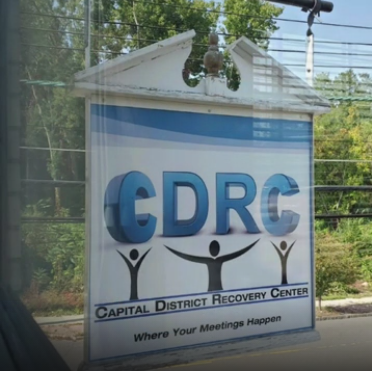 CDRC
CAPITAL DISTRICT RECOVERY CENTER
Where Your Meetings Happen